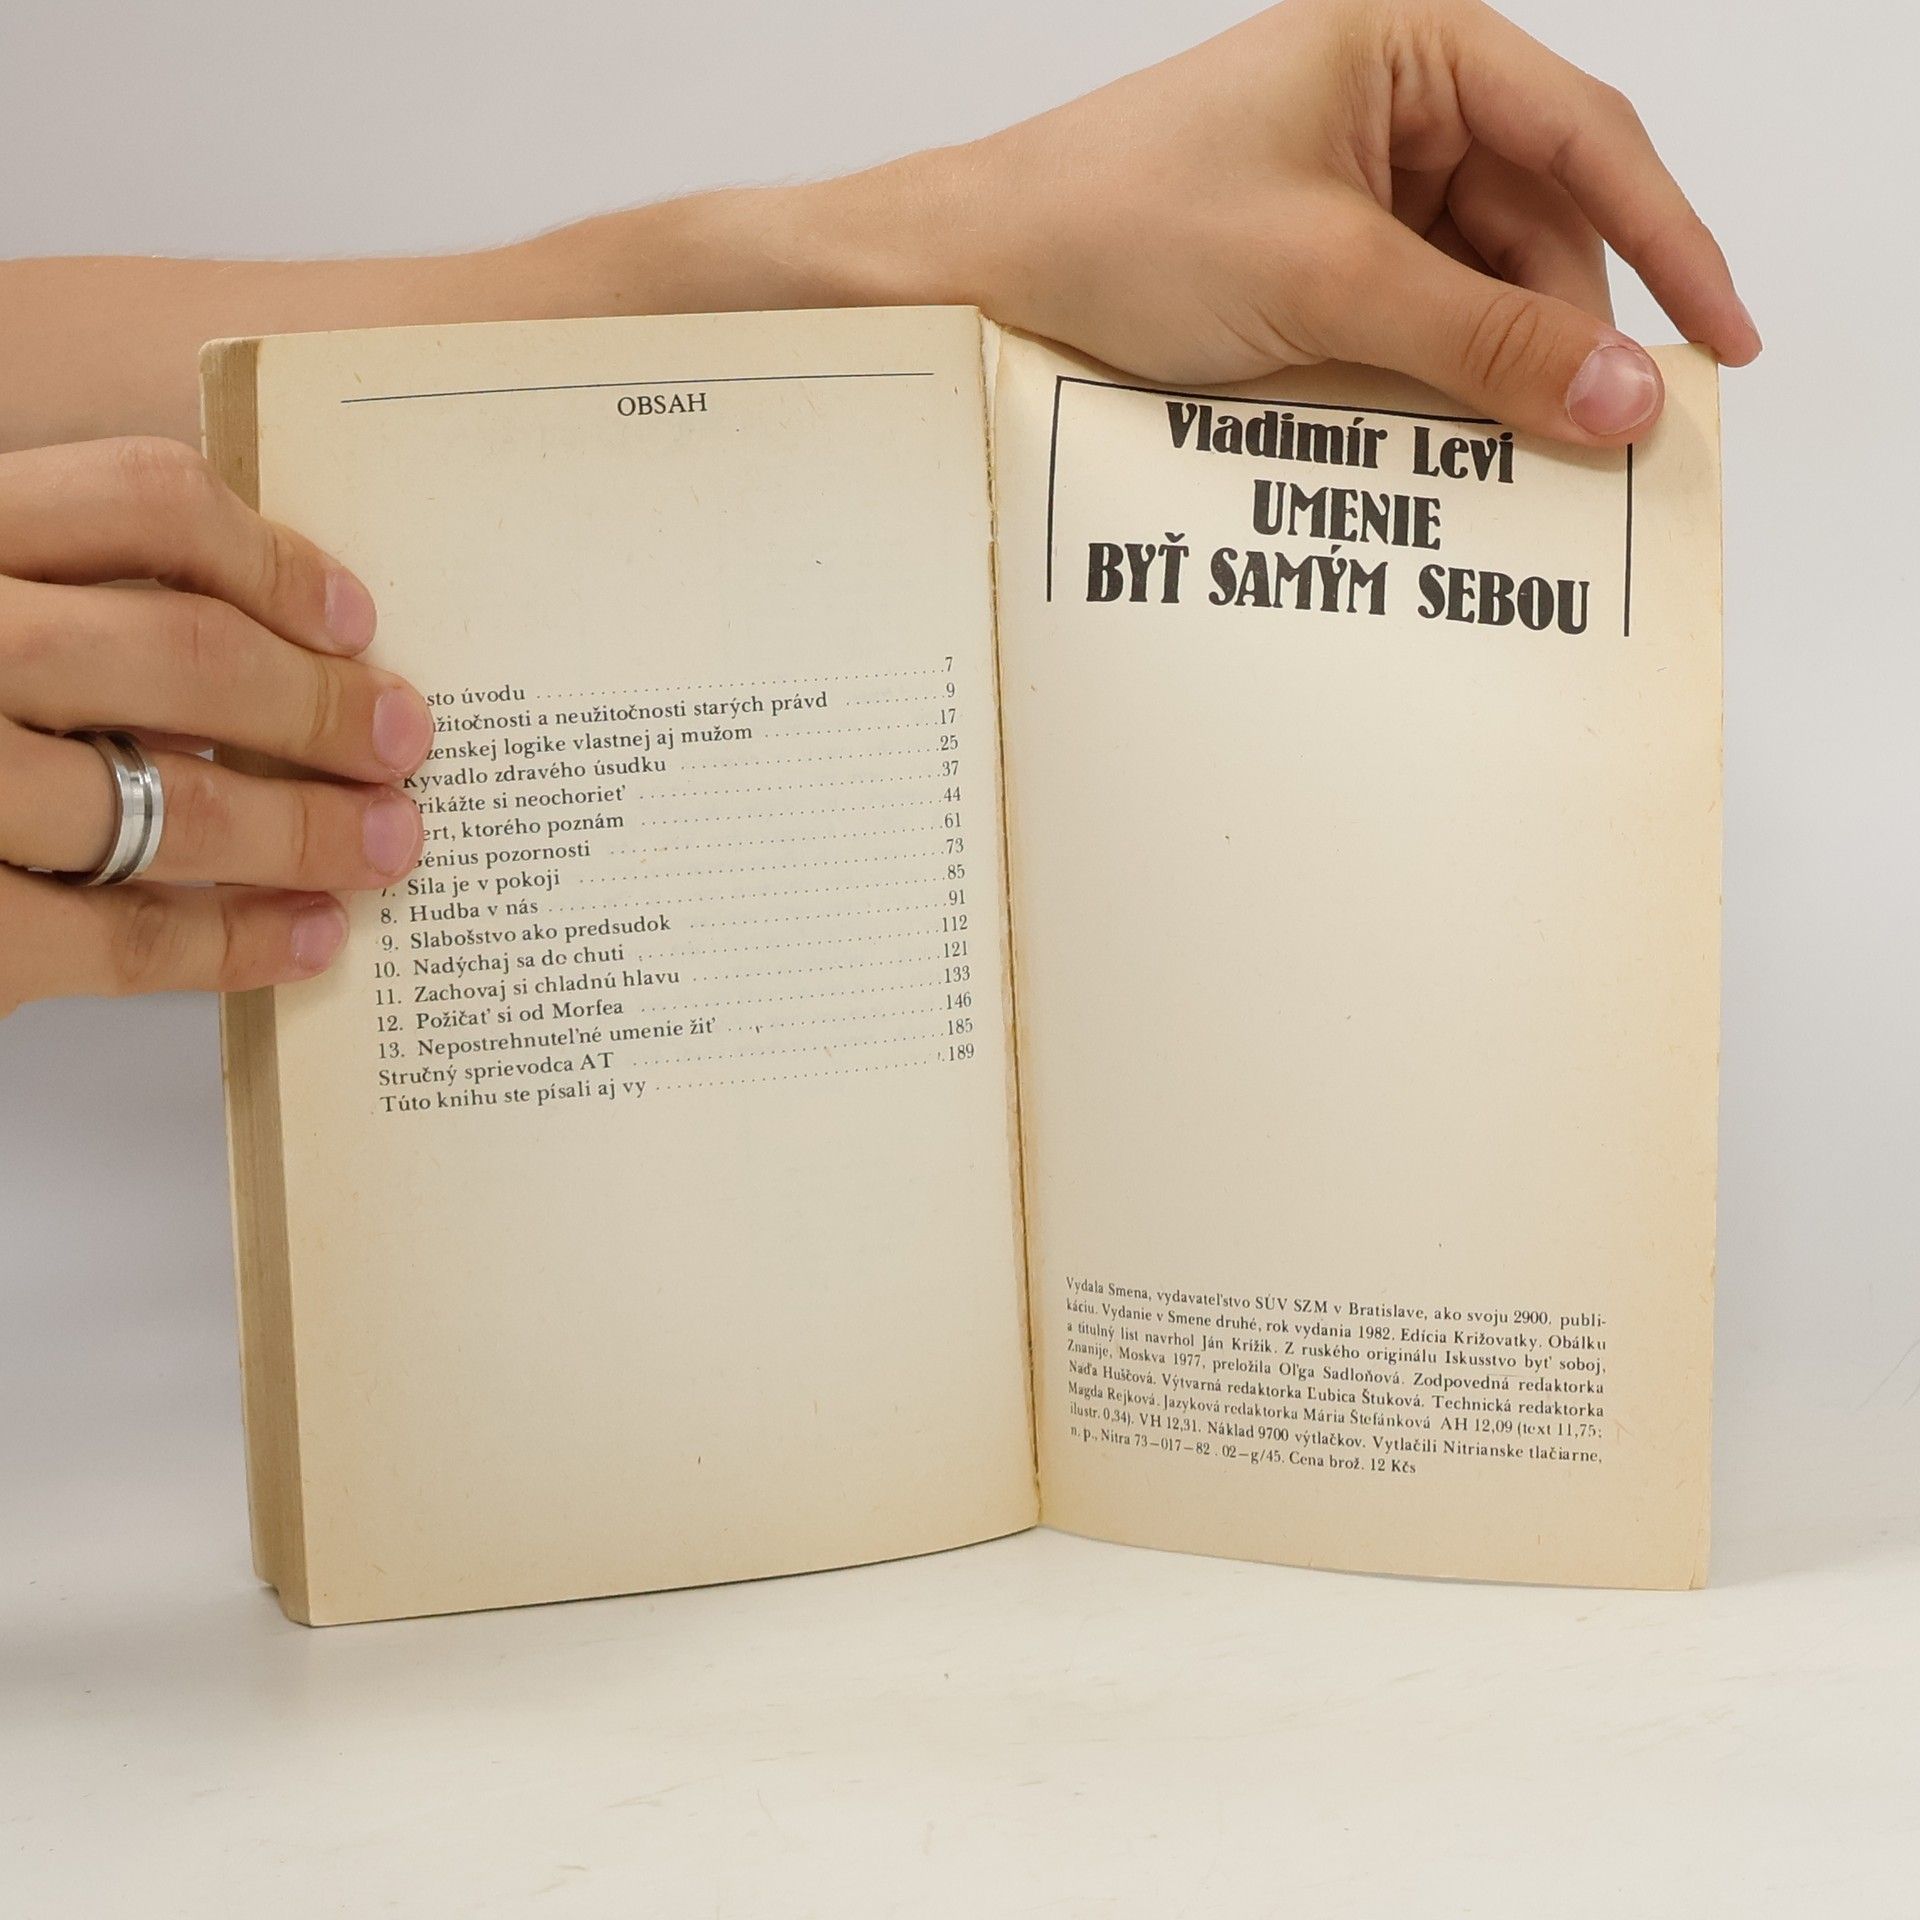 OBSAH
úvodu 7
a neužitočnosti starých právd 9
logike vlastnej aj mužom 17
Kyvadlo zdravého úsudku 25
si neochorieť 37
ktorého poznám 44
pozornosti 61
7. Sila je v pokoji 73
8. Hudba v nás 85
9. Slabošstvo ako predsudok 91
10. Nadýchaj sa do chuti 112
11. Zachovaj si chladnú hlavu 121
12. Požičať si od Morfea 133
13. Nepostrehnuteľné umenie žiť 146
Stručný sprievodca AT 185
Túto knihu ste písali aj vy 189
Vladimír Levi
UMENIE
BYŤ SAMÝM SEBOU
Vydala Smena, vydavateľstvo SÚV SZM v Bratislave, ako svoju 2900. publi-
káciu. Vydanie v Smene druhé, rok vydania 1982. Edícia Križovatky. Obálku
a titulný list navrhol Ján Krížik. Z ruského originálu Iskusstvo byť soboj,
Znanije, Moskva 1977, preložila Oľga Sadloňová. Zodpovedná redaktorka
Naďa Huščová. Výtvarná redaktorka Ľubica Štuková. Technická redaktorka
Magda Rejková. Jazyková redaktorka Mária Štefánková AH 12,09 (text 11,75;
ilustr. 0,34). VH 12,31. Náklad 9700 výtlačkov. Vytlačili Nitrianske tlačiarne,
n. p., Nitra 73–017–82 . 02–g/45. Cena brož. 12 Kčs